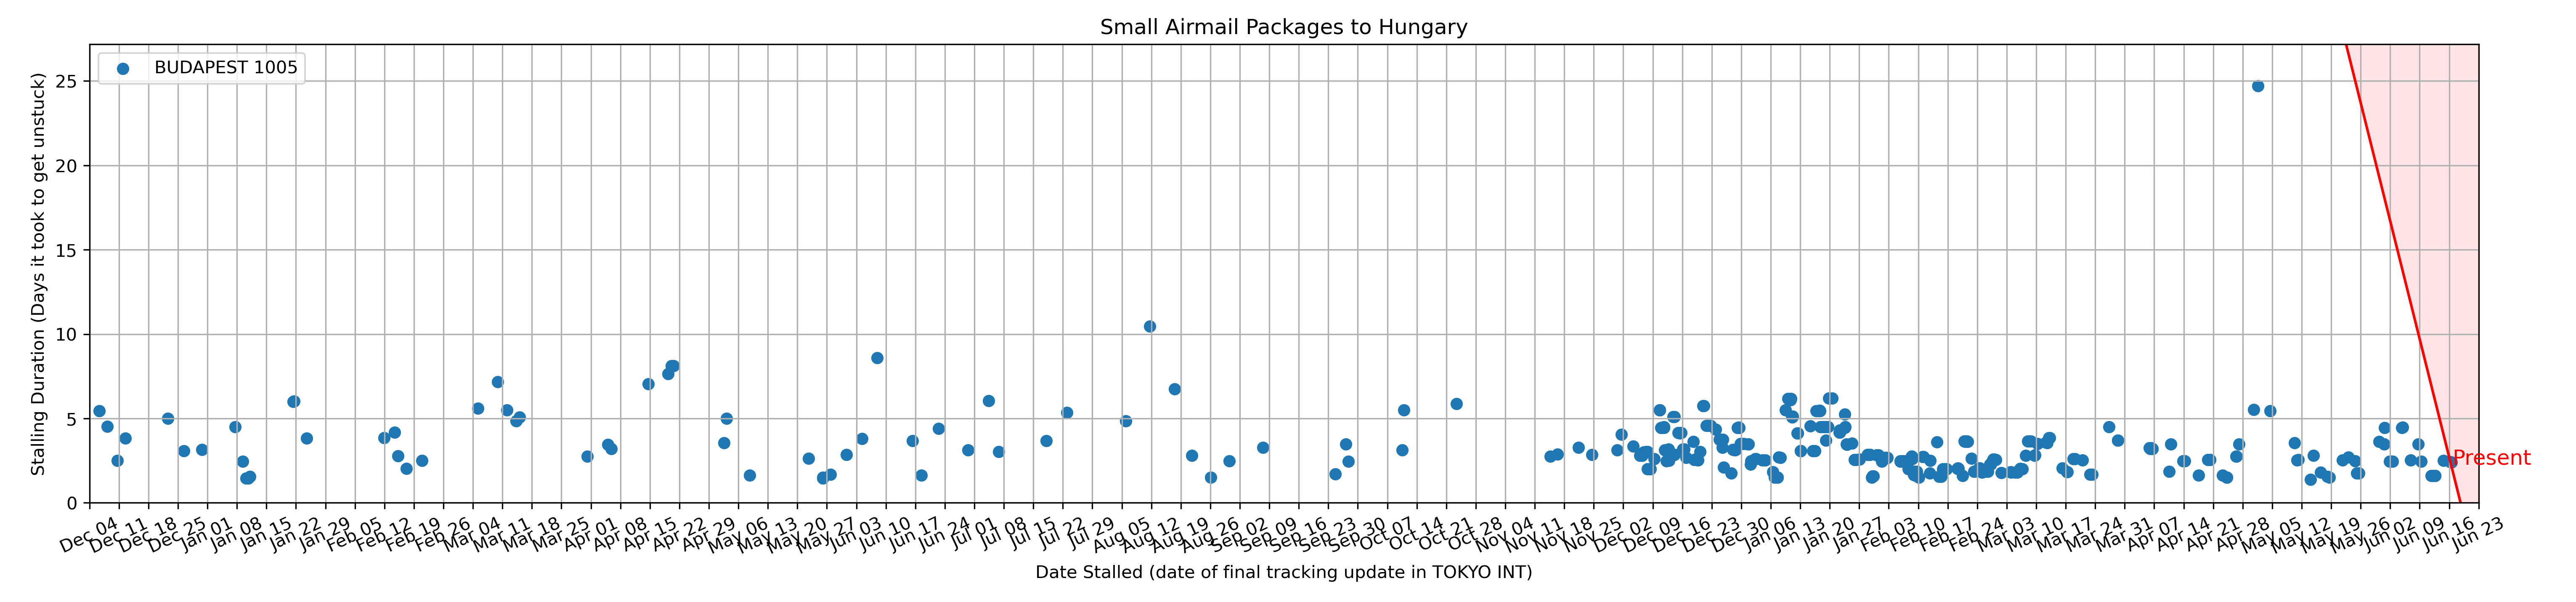 Small Airmail Packages to Hungary
BUDAPEST 1005
Stalling Duration (Days it took to get unstuck)
25
20
15
10
5
0
Present
Dec 04
Dec 11
Dec 18
Dec 25
Jan 01
Jan 08
Jan 15
Jan 22
Jan 29
Feb 05
Feb 12
Feb 19
Feb 26
Mar 04
Mar 11
Mar 18
Mar 25
Apr 01
Apr 08
Apr 15
Apr 22
Apr 29
May 06
May 13
May 20
May 27
Jun 03
Jun 10
Jun 17
Jun 24
Jul 01
Jul 08
Jul 15
Jul 22
Jul 29
Aug 05
Aug 12
Aug 19
Aug 26
Sep 02
Sep 09
Sep 16
Sep 23
Sep 30
Oct 07
Oct 14
Oct 21
Oct 28
Nov 04
Nov 11
Nov 18
Nov 25
Dec 02
Dec 09
Dec 16
Dec 23
Dec 30
Jan 06
Jan 13
Jan 20
Jan 27
Feb 03
Feb 10
Feb 17
Feb 24
Mar 03
Mar 10
Mar 17
Mar 24
Mar 31
Apr 07
Apr 14
Apr 21
Apr 28
May 05
May 12
May 19
May 26
Jun 02
Jun 09
Jun 16
Jun 23
Date Stalled (date of final tracking update in TOKYO INT)